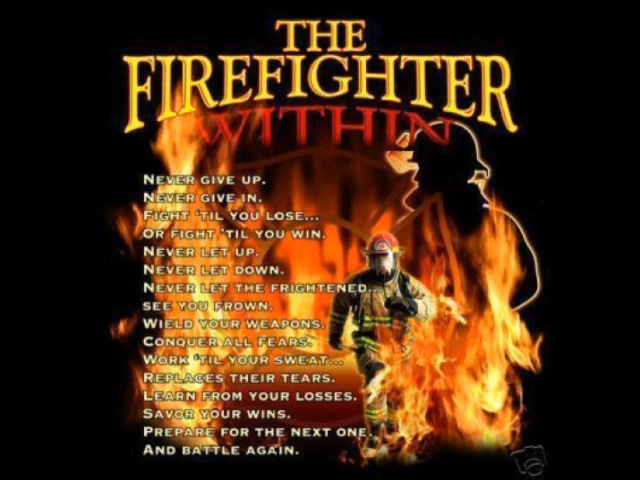 THE
FIREFIGHTER
WITHIN
NEVER GIVE UP.
NEVER GIVE IN.
FIGHT 'TIL YOU LOSE...
OR FIGHT 'TIL YOU WIN.
NEVER LET UP.
NEVER LET DOWN.
NEVER LET THE FRIGHTENED...
SEE YOU FROWN.
WIELD YOUR WEAPONS.
CONQUER ALL FEARS.
WORK 'TIL YOUR SWEAT...
REPLACES THEIR TEARS.
LEARN FROM YOUR LOSSES.
SAVOR YOUR WINS.
PREPARE FOR THE NEXT ONE.
AND BATTLE AGAIN.